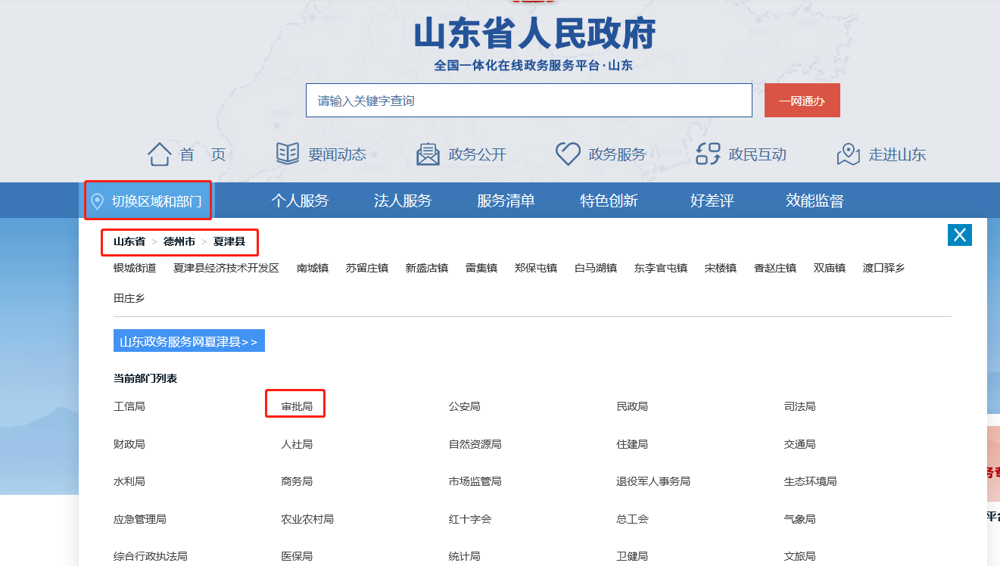 山东省人民政府
全国一体化在线政务服务平台·山东
请输入关键字查询 一网通办
首 页 要闻动态 政务公开 政务服务 政民互动 走进山东
切换区域和部门 个人服务 法人服务 服务清单 特色创新 好差评 效能监督
山东省 > 德州市 > 夏津县 X
银城街道 夏津县经济技术开发区 南城镇 苏留庄镇 新盛店镇 雷集镇 郑保屯镇 白马湖镇 东李官屯镇 宋楼镇 香赵庄镇 双庙镇 渡口驿乡
田庄乡
山东政务服务网夏津县>>
当前部门列表
工信局 审批局 公安局 民政局 司法局
财政局 人社局 自然资源局 住建局 交通局
水利局 商务局 市场监管局 退役军人事务局 生态环境局
务专
应急管理局 农业农村局 红十字会 总工会 气象局
平台
综合行政执法局 医保局 统计局 卫健局 文旅局